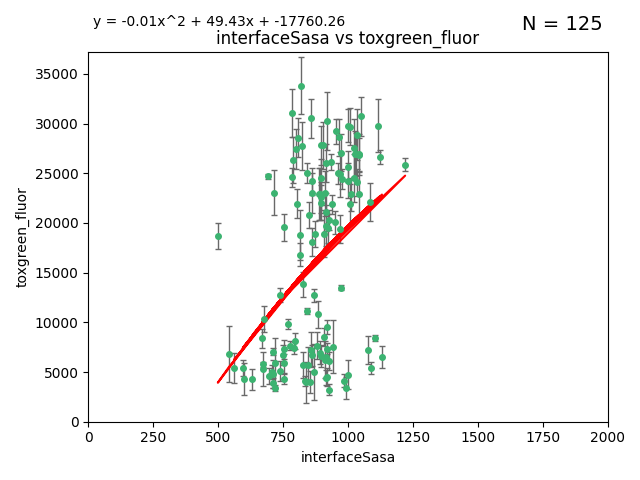 y = -0.01x^2 + 49.43x + -17760.26
N = 125
interfaceSasa vs toxgreen_fluor
35000
30000
25000
20000
15000
10000
5000
0
toxgreen_fluor
0 250 500 750 1000 1250 1500 1750 2000
interfaceSasa